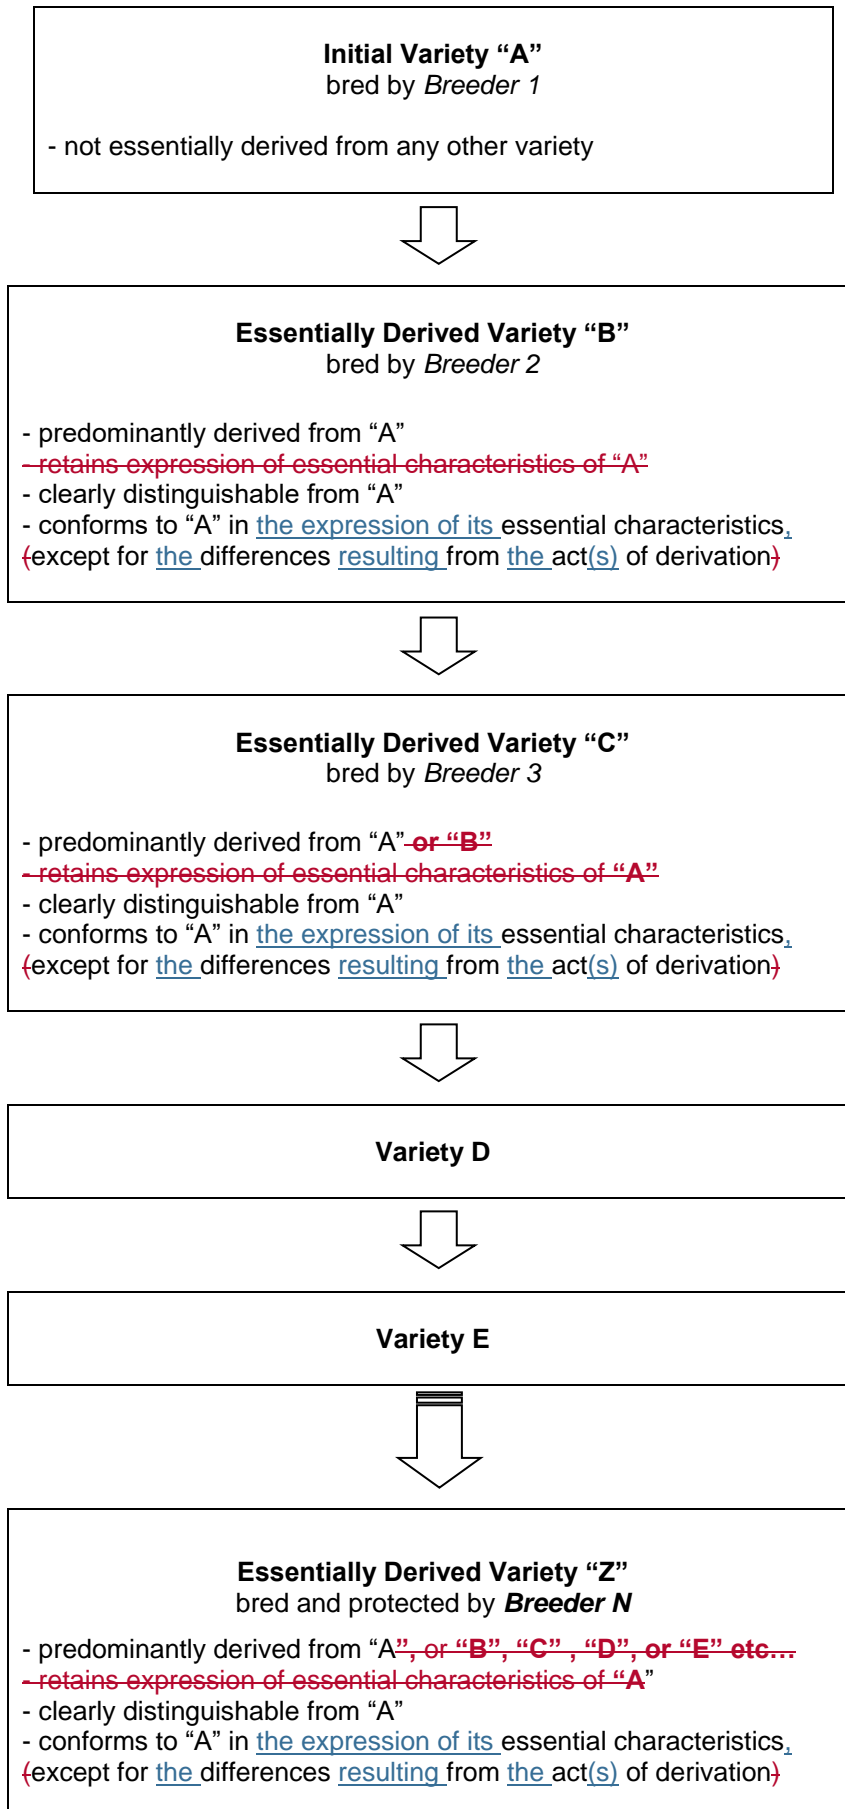 Initial Variety “A”
bred by Breeder 1
- not essentially derived from any other variety
Essentially Derived Variety “B”
bred by Breeder 2
- predominantly derived from “A”
- retains expression of essential characteristics of “A”
- clearly distinguishable from “A”
- conforms to “A” in the expression of its essential characteristics,
(except for the differences resulting from the act(s) of derivation)
Essentially Derived Variety “C”
bred by Breeder 3
- predominantly derived from “A” or “B”
- retains expression of essential characteristics of “A”
- clearly distinguishable from “A”
- conforms to “A” in the expression of its essential characteristics,
(except for the differences resulting from the act(s) of derivation)
Variety D
Variety E
Essentially Derived Variety “Z”
bred and protected by Breeder N
- predominantly derived from “A”, or “B”, “C” , “D”, or “E” etc…
- retains expression of essential characteristics of “A”
- clearly distinguishable from “A”
- conforms to “A” in the expression of its essential characteristics,
(except for the differences resulting from the act(s) of derivation)